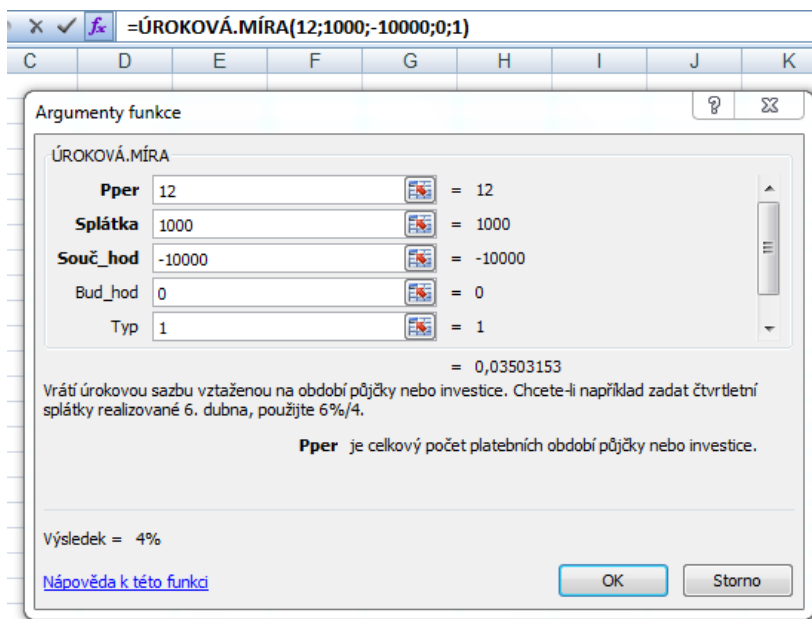 =ÚROKOVÁ.MÍRA(12;1000;-10000;0;1)
C D E F G H I J K
Argumenty funkce
ÚROKOVÁ.MÍRA
Pper 12 = 12
Splátka 1000 = 1000
Souč_hod -10000 = -10000
Bud_hod 0 = 0
Typ 1 = 1
= 0,03503153
Vrátí úrokovou sazbu vztaženou na období půjčky nebo investice. Chcete-li například zadat čtvrtletní
splátky realizované 6. dubna, použijte 6%/4.
Pper je celkový počet platebních období půjčky nebo investice.
Výsledek = 4%
Nápověda k této funkci
OK Storno